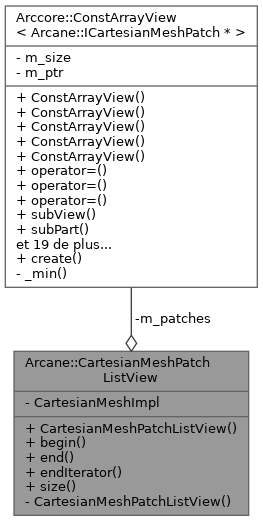 Arccore::ConstArrayView
< Arcane::ICartesianMeshPatch * >
- m_size
- m_ptr
+ ConstArrayView()
+ ConstArrayView()
+ ConstArrayView()
+ ConstArrayView()
+ ConstArrayView()
+ operator=()
+ operator=()
+ operator=()
+ subView()
+ subPart()
et 19 de plus...
+ create()
- _min()
-m_patches
Arcane::CartesianMeshPatch
ListView
- CartesianMeshImpl
+ CartesianMeshPatchListView()
+ begin()
+ end()
+ endIterator()
+ size()
- CartesianMeshPatchListView()